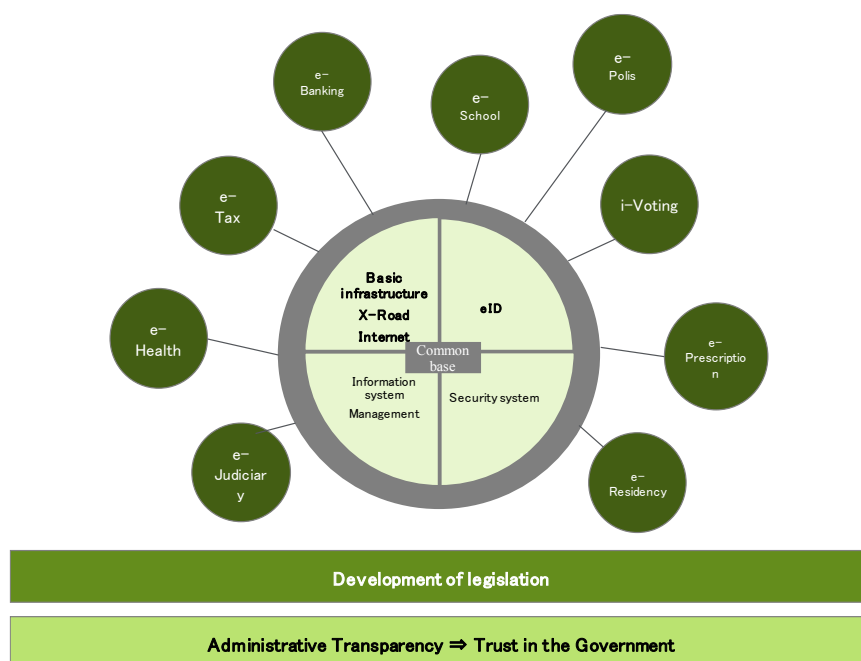 e-
Banking
e-
School
e-
Polis
e-
Tax
i-Voting
e-
Health
e-
Prescriptio
n
e-
Judiciar
y
e-
Residency
Basic
infrastructure
X-Road
Internet
eID
Common
base
Information
system
Management
Security system
Development of legislation
Administrative Transparency ⇒ Trust in the Government